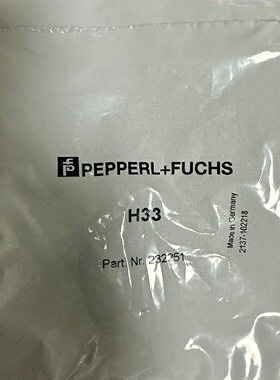 PEPPERL+FUCHS
H33
Part. Nr. 232251
Made in Germany
2137-102218